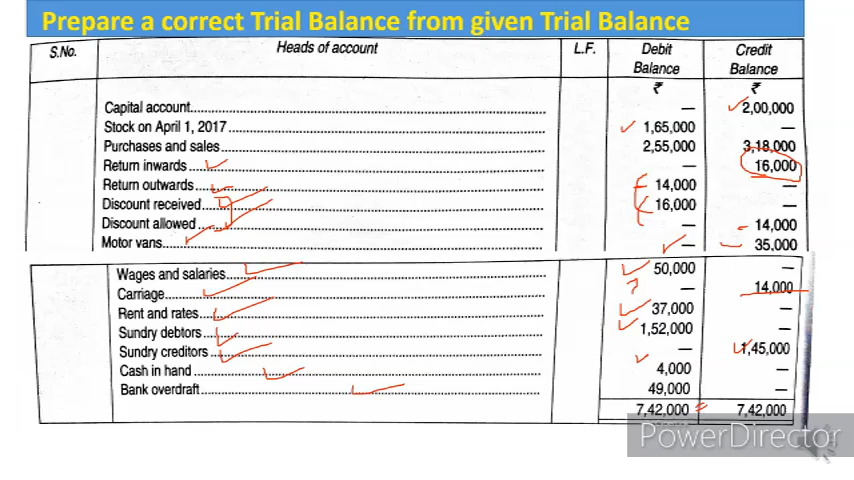 Prepare a correct Trial Balance from given Trial Balance
S.No. Heads of account L.F. Debit Balance Credit Balance
₹ ₹
Capital account — 2,00,000
Stock on April 1, 2017 1,65,000 —
Purchases and sales 2,55,000 3,18,000
Return inwards — 16,000
Return outwards 14,000 —
Discount received 16,000 —
Discount allowed — 14,000
Motor vans — 35,000
Wages and salaries 50,000 —
Carriage — 14,000
Rent and rates 37,000 —
Sundry debtors 1,52,000 —
Sundry creditors — 1,45,000
Cash in hand 4,000 —
Bank overdraft 49,000 —
7,42,000 = 7,42,000
PowerDirector